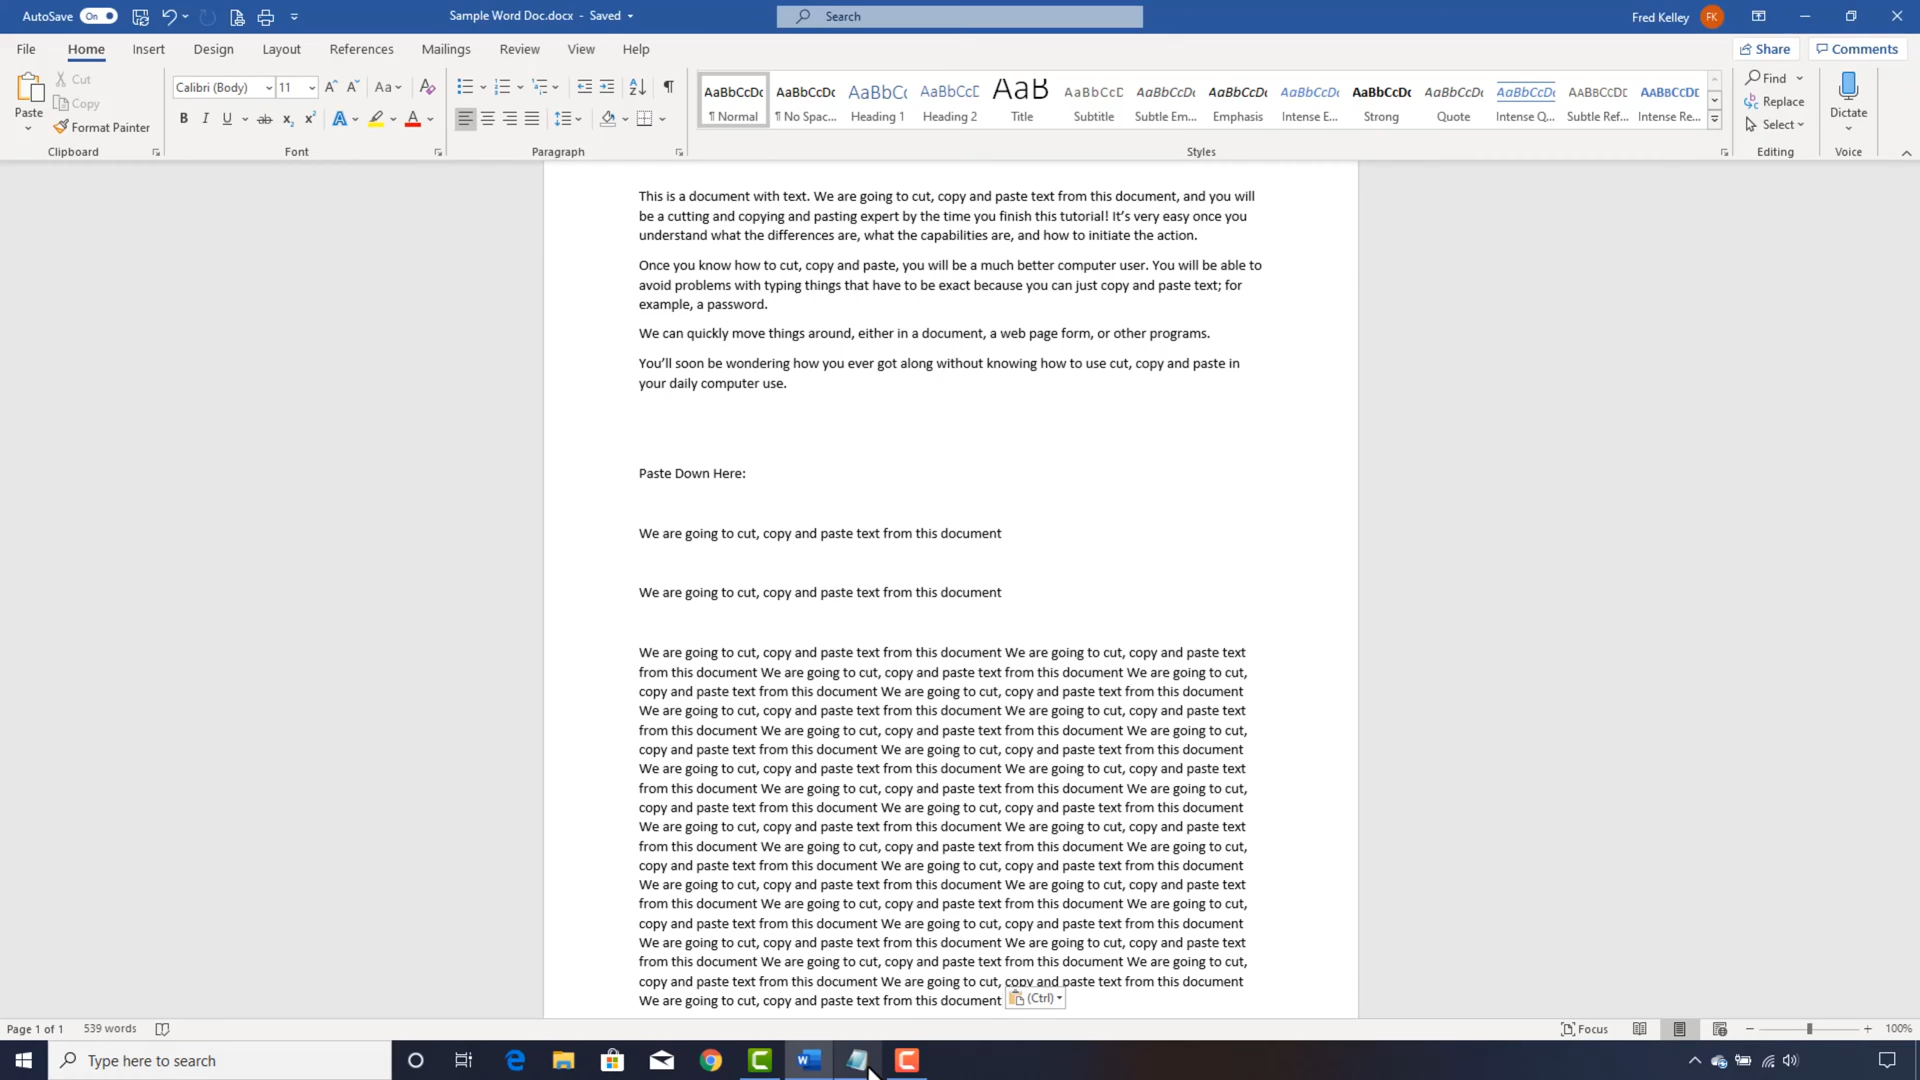 AutoSave On
Sample Word Doc.docx - Saved
Search
Fred Kelley FK
File Home Insert Design Layout References Mailings Review View Help
Share Comments
Paste
Cut
Copy
Format Painter
Clipboard
Calibri (Body) 11
Font
Paragraph
AaBbCcDc AaBbCcDc AaBbCc AaBbCcD AaB AaBbCcD AaBbCcDc AaBbCcDc AaBbCcDc AaBbCcDc AaBbCcDc AaBbCcDc AaBbCcDd AaBbCcDd
¶ Normal ¶ No Spac... Heading 1 Heading 2 Title Subtitle Subtle Em... Emphasis Intense E... Strong Quote Intense Q... Subtle Ref... Intense Re...
Styles
Find
Replace
Select
Editing
Dictate
Voice
This is a document with text. We are going to cut, copy and paste text from this document, and you will
be a cutting and copying and pasting expert by the time you finish this tutorial! It’s very easy once you
understand what the differences are, what the capabilities are, and how to initiate the action.
Once you know how to cut, copy and paste, you will be a much better computer user. You will be able to
avoid problems with typing things that have to be exact because you can just copy and paste text; for
example, a password.
We can quickly move things around, either in a document, a web page form, or other programs.
You’ll soon be wondering how you ever got along without knowing how to use cut, copy and paste in
your daily computer use.
Paste Down Here:
We are going to cut, copy and paste text from this document
We are going to cut, copy and paste text from this document
We are going to cut, copy and paste text from this document We are going to cut, copy and paste text
from this document We are going to cut, copy and paste text from this document We are going to cut,
copy and paste text from this document We are going to cut, copy and paste text from this document
We are going to cut, copy and paste text from this document We are going to cut, copy and paste text
from this document We are going to cut, copy and paste text from this document We are going to cut,
copy and paste text from this document We are going to cut, copy and paste text from this document
We are going to cut, copy and paste text from this document We are going to cut, copy and paste text
from this document We are going to cut, copy and paste text from this document We are going to cut,
copy and paste text from this document We are going to cut, copy and paste text from this document
We are going to cut, copy and paste text from this document We are going to cut, copy and paste text
from this document We are going to cut, copy and paste text from this document We are going to cut,
copy and paste text from this document We are going to cut, copy and paste text from this document
We are going to cut, copy and paste text from this document We are going to cut, copy and paste text
from this document We are going to cut, copy and paste text from this document We are going to cut,
copy and paste text from this document We are going to cut, copy and paste text from this document
We are going to cut, copy and paste text from this document We are going to cut, copy and paste text
from this document We are going to cut, copy and paste text from this document We are going to cut,
copy and paste text from this document We are going to cut, copy and paste text from this document
We are going to cut, copy and paste text from this document (Ctrl)
Page 1 of 1 539 words
Focus
100%
Type here to search